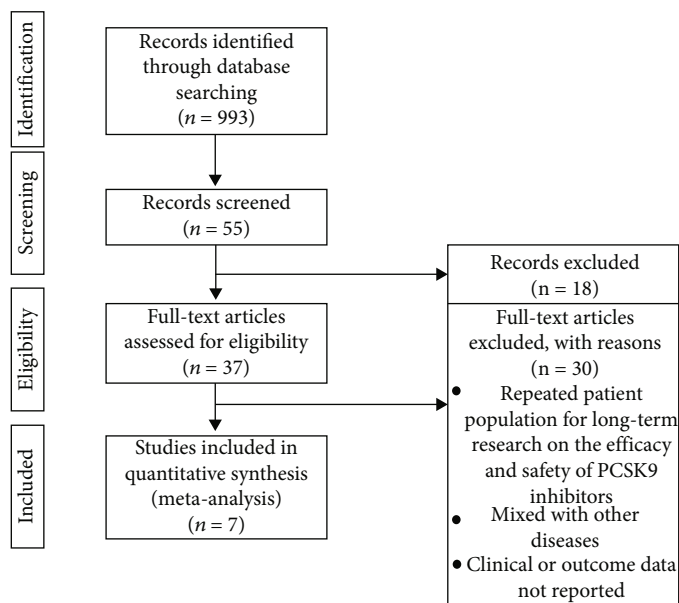 Identification
Records identified
through database
searching
(n = 993)
Screening
Records screened
(n = 55)
Records excluded
(n = 18)
Eligibility
Full-text articles
assessed for eligibility
(n = 37)
Full-text articles
excluded, with reasons
(n = 30)
• Repeated patient
population for long-term
research on the efficacy
and safety of PCSK9
inhibitors
• Mixed with other
diseases
• Clinical or outcome data
not reported
Included
Studies included in
quantitative synthesis
(meta-analysis)
(n = 7)